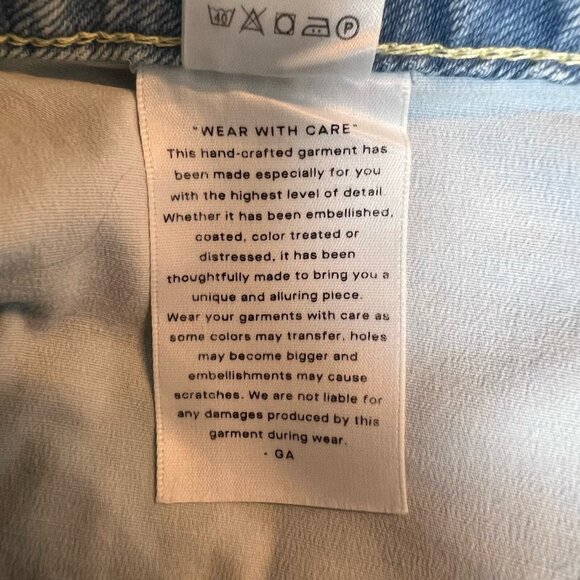 40
P
"WEAR WITH CARE"
This hand-crafted garment has
been made especially for you
with the highest level of detail.
Whether it has been embellished,
coated, color treated or
distressed, it has been
thoughtfully made to bring you a
unique and alluring piece.
Wear your garments with care as
some colors may transfer, holes
may become bigger and
embellishments may cause
scratches. We are not liable for
any damages produced by this
garment during wear.
- GA